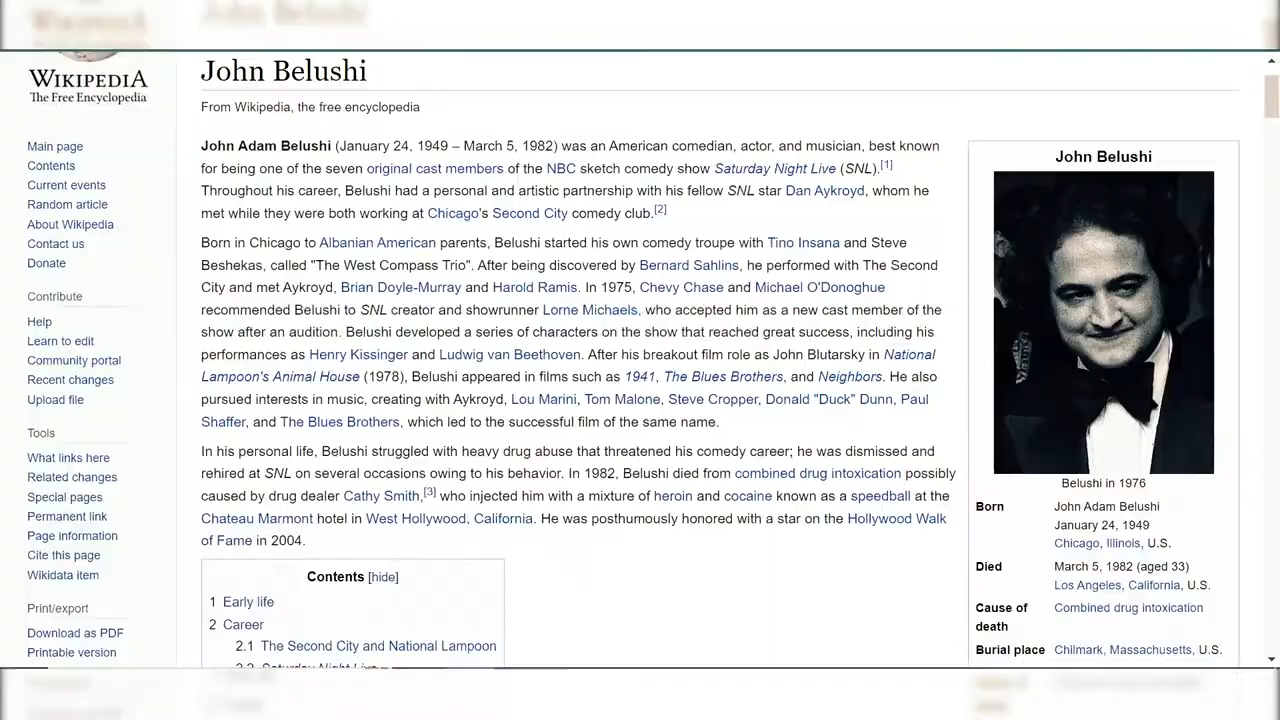 WIKIPEDIA
The Free Encyclopedia
Main page
Contents
Current events
Random article
About Wikipedia
Contact us
Donate
Contribute
Help
Learn to edit
Community portal
Recent changes
Upload file
Tools
What links here
Related changes
Special pages
Permanent link
Page information
Cite this page
Wikidata item
Print/export
Download as PDF
Printable version
John Belushi
From Wikipedia, the free encyclopedia
John Adam Belushi (January 24, 1949 – March 5, 1982) was an American comedian, actor, and musician, best known
for being one of the seven original cast members of the NBC sketch comedy show Saturday Night Live (SNL).[1]
Throughout his career, Belushi had a personal and artistic partnership with his fellow SNL star Dan Aykroyd, whom he
met while they were both working at Chicago's Second City comedy club.[2]
Born in Chicago to Albanian American parents, Belushi started his own comedy troupe with Tino Insana and Steve
Beshekas, called "The West Compass Trio". After being discovered by Bernard Sahlins, he performed with The Second
City and met Aykroyd, Brian Doyle-Murray and Harold Ramis. In 1975, Chevy Chase and Michael O'Donoghue
recommended Belushi to SNL creator and showrunner Lorne Michaels, who accepted him as a new cast member of the
show after an audition. Belushi developed a series of characters on the show that reached great success, including his
performances as Henry Kissinger and Ludwig van Beethoven. After his breakout film role as John Blutarsky in National
Lampoon's Animal House (1978), Belushi appeared in films such as 1941, The Blues Brothers, and Neighbors. He also
pursued interests in music, creating with Aykroyd, Lou Marini, Tom Malone, Steve Cropper, Donald "Duck" Dunn, Paul
Shaffer, and The Blues Brothers, which led to the successful film of the same name.
In his personal life, Belushi struggled with heavy drug abuse that threatened his comedy career; he was dismissed and
rehired at SNL on several occasions owing to his behavior. In 1982, Belushi died from combined drug intoxication possibly
caused by drug dealer Cathy Smith,[3] who injected him with a mixture of heroin and cocaine known as a speedball at the
Chateau Marmont hotel in West Hollywood, California. He was posthumously honored with a star on the Hollywood Walk
of Fame in 2004.
Contents [hide]
1 Early life
2 Career
2.1 The Second City and National Lampoon
2.2 Saturday Night Live
John Belushi
Belushi in 1976
Born John Adam Belushi
January 24, 1949
Chicago, Illinois, U.S.
Died March 5, 1982 (aged 33)
Los Angeles, California, U.S.
Cause of Combined drug intoxication
death
Burial place Chilmark, Massachusetts, U.S.